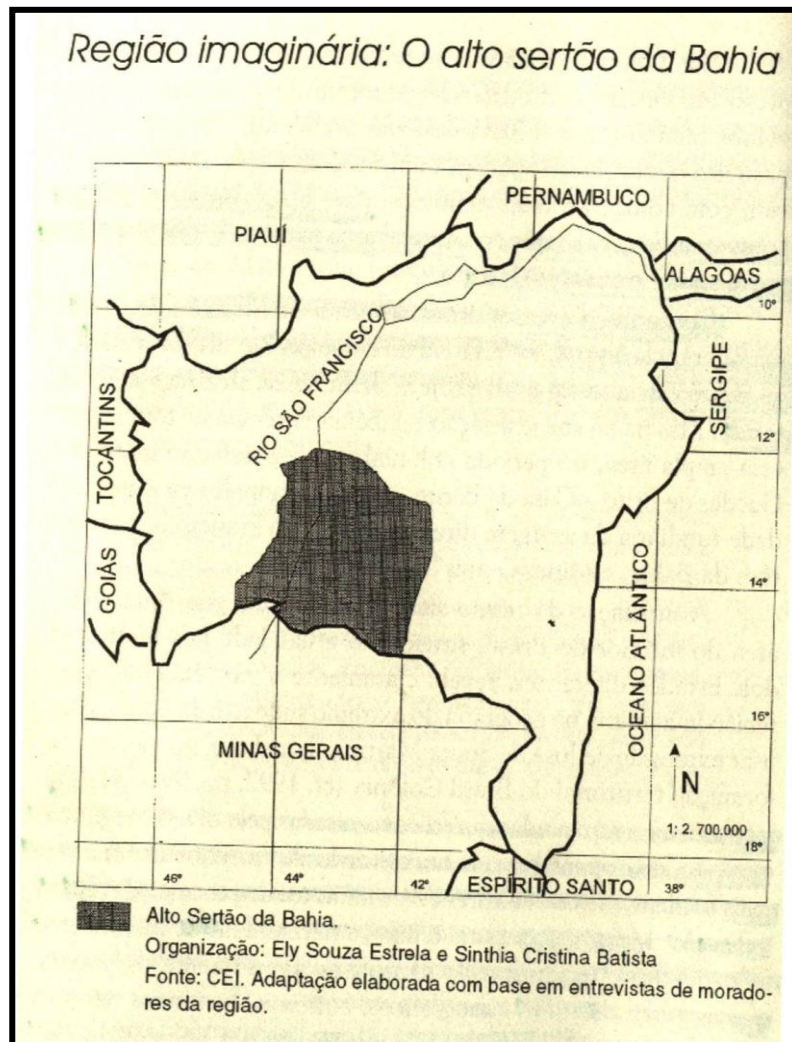 Região imaginária: O alto sertão da Bahia
PERNAMBUCO
PIAUÍ
ALAGOAS
10°
RIO SÃO FRANCISCO
SERGIPE
TOCANTINS
12°
GOIÁS
14°
OCEANO ATLÂNTICO
16°
MINAS GERAIS
N
1: 2.700.000
18°
46°
44°
42°
ESPÍRITO SANTO
38°
Alto Sertão da Bahia.
Organização: Ely Souza Estrela e Sinthia Cristina Batista
Fonte: CEI. Adaptação elaborada com base em entrevistas de morado-
res da região.